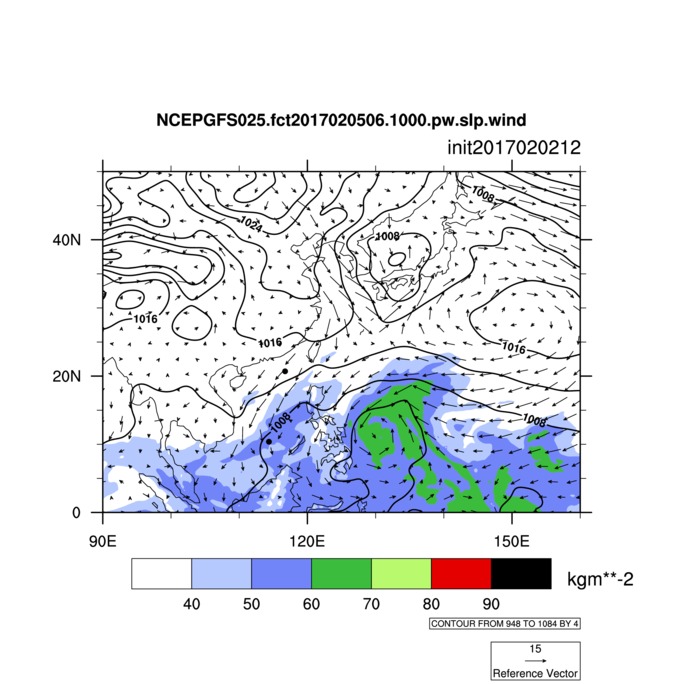 NCEPGFS025.fct2017020506.1000.pw.slp.wind
init2017020212
1008
1024
40N
1008
1016
1016
1016
20N
1008
1008
0
90E 120E 150E
kgm**-2
40 50 60 70 80 90
CONTOUR FROM 948 TO 1084 BY 4
15
Reference Vector